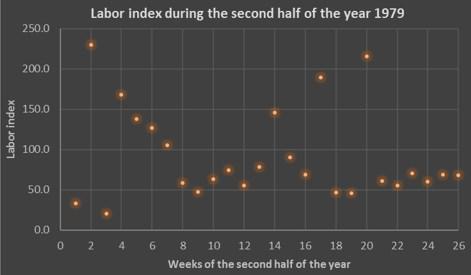 Labor index during the second half of the year 1979
250.0
200.0
150.0
100.0
50.0
0.0
Labor index
0 2 4 6 8 10 12 14 16 18 20 22 24 26
Weeks of the second half of the year